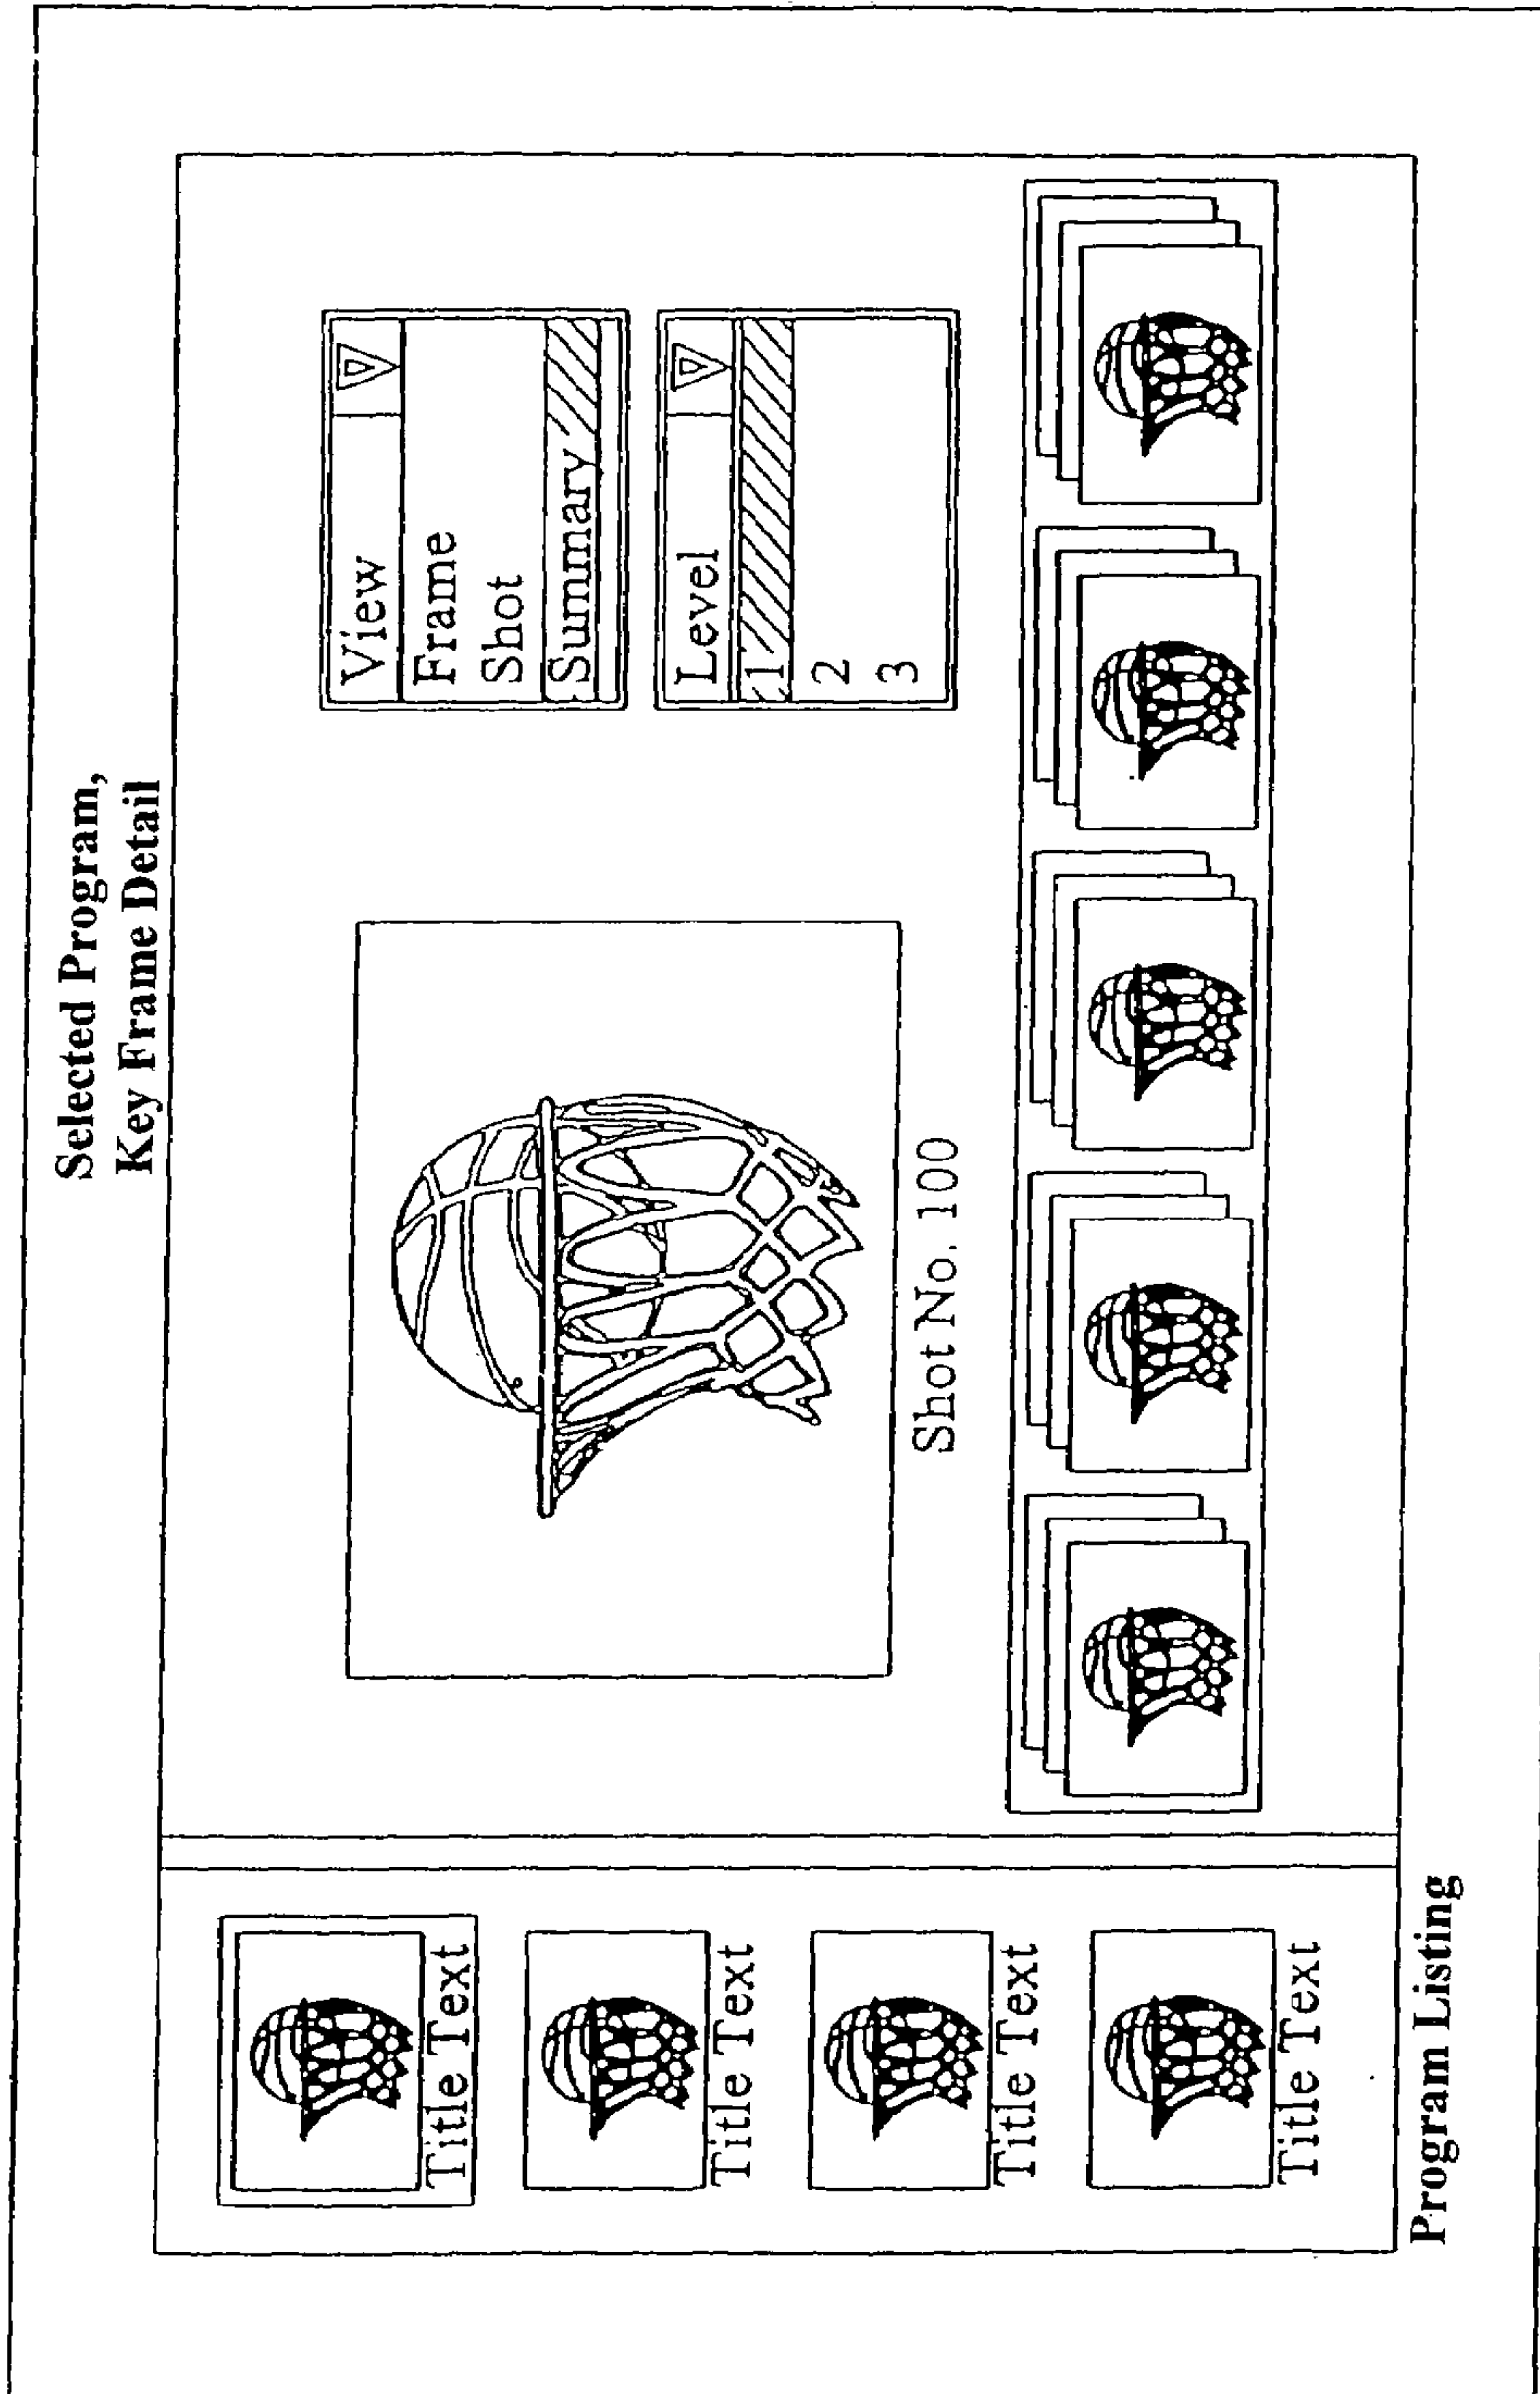 Selected Program,
Key Frame Detail
Title Text
Title Text
Title Text
Title Text
Shot No. 100
View
Frame
Shot
Summary
Level
1
2
3
Program Listing